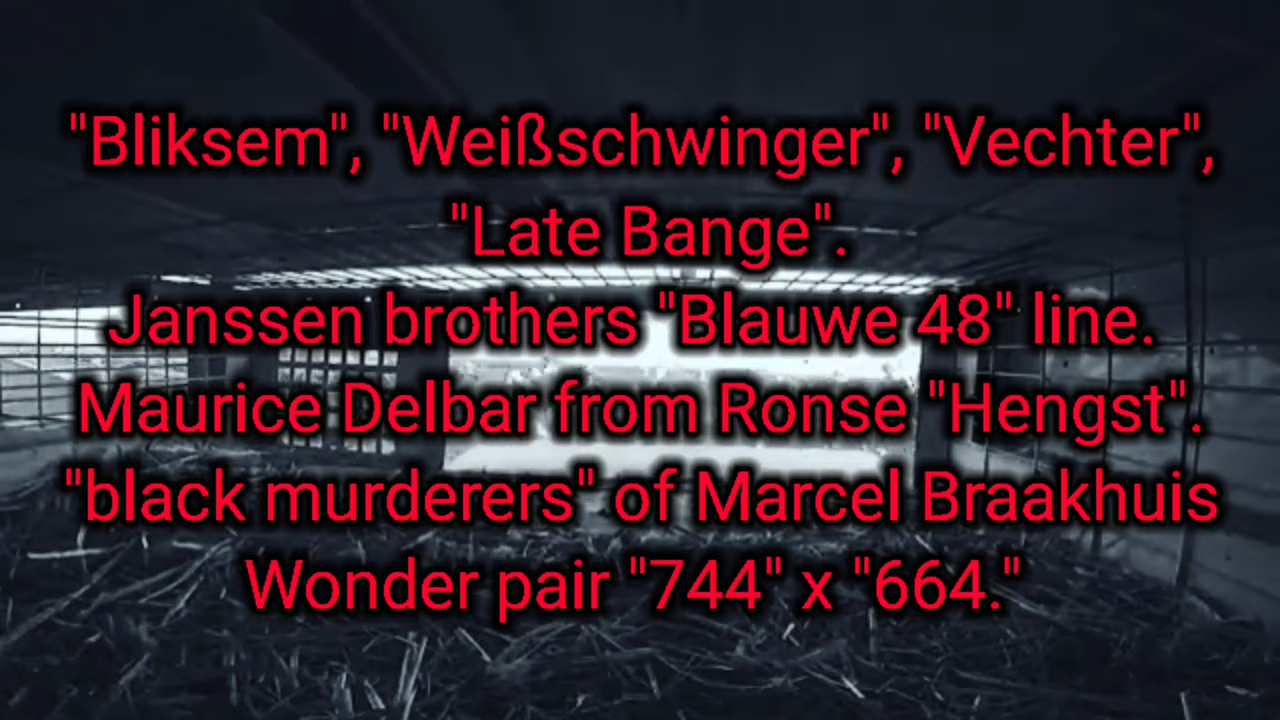 "Bliksem", "Weißschwinger", "Vechter",
"Late Bange".
Janssen brothers "Blauwe 48" line.
Maurice Delbar from Ronse "Hengst".
"black murderers" of Marcel Braakhuis
Wonder pair "744" x "664."